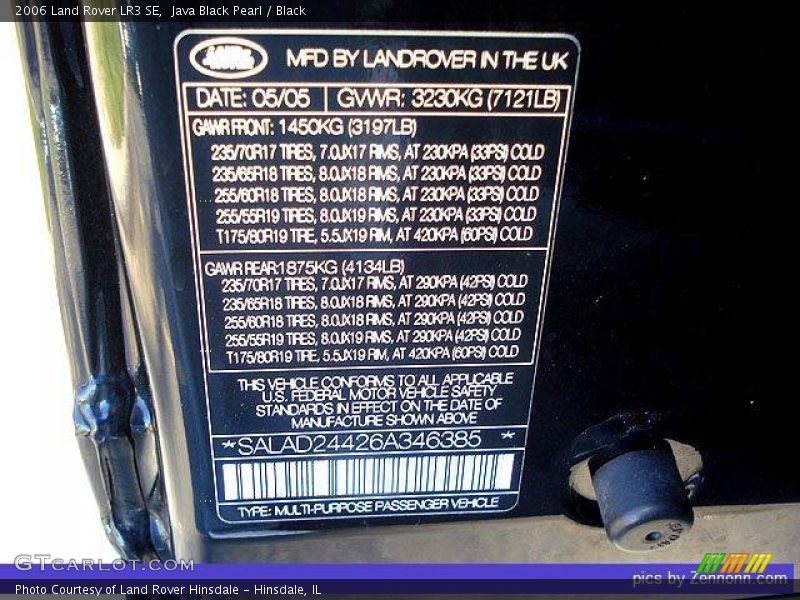 2006 Land Rover LR3 SE,  Java Black Pearl / Black
LAND ROVER
MFD BY LANDROVER IN THE UK
DATE: 05/05 GVWR: 3230KG (7121LB)
GAWR FRONT: 1450KG (3197LB)
235/70R17 TIRES, 7.0JX17 RIMS, AT 230KPA (33PSI) COLD
235/65R18 TIRES, 8.0JX18 RIMS, AT 230KPA (33PSI) COLD
255/60R18 TIRES, 8.0JX18 RIMS, AT 230KPA (33PSI) COLD
255/55R19 TIRES, 8.0JX19 RIMS, AT 230KPA (33PSI) COLD
T175/80R19 TIRE, 5.5JX19 RIM, AT 420KPA (60PSI) COLD
GAWR REAR:1875KG (4134LB)
235/70R17 TIRES, 7.0JX17 RIMS, AT 290KPA (42PSI) COLD
235/65R18 TIRES, 8.0JX18 RIMS, AT 290KPA (42PSI) COLD
255/60R18 TIRES, 8.0JX18 RIMS, AT 290KPA (42PSI) COLD
255/55R19 TIRES, 8.0JX19 RIMS, AT 290KPA (42PSI) COLD
T175/80R19 TIRE, 5.5JX19 RIM, AT 420KPA (60PSI) COLD
THIS VEHICLE CONFORMS TO ALL APPLICABLE
U.S. FEDERAL MOTOR VEHICLE SAFETY
STANDARDS IN EFFECT ON THE DATE OF
MANUFACTURE SHOWN ABOVE
*SALAD24426A346385 *
TYPE: MULTI-PURPOSE PASSENGER VEHICLE
GTcarlot.com
Photo Courtesy of Land Rover Hinsdale - Hinsdale, IL
pics by Zennonn.com